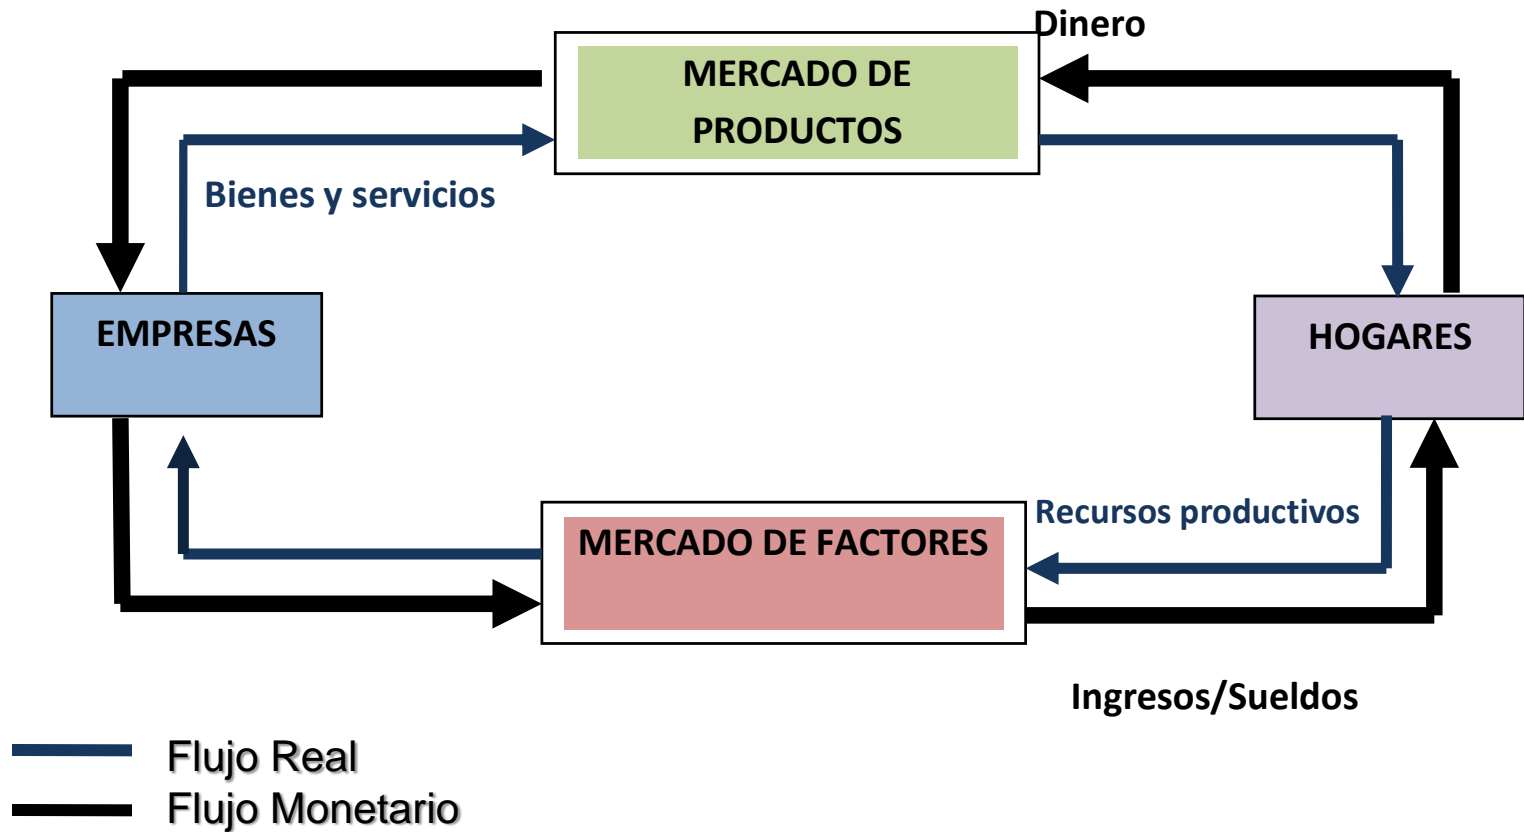 Dinero
MERCADO DE
PRODUCTOS
Bienes y servicios
EMPRESAS
HOGARES
Recursos productivos
MERCADO DE FACTORES
Ingresos/Sueldos
Flujo Real
Flujo Monetario